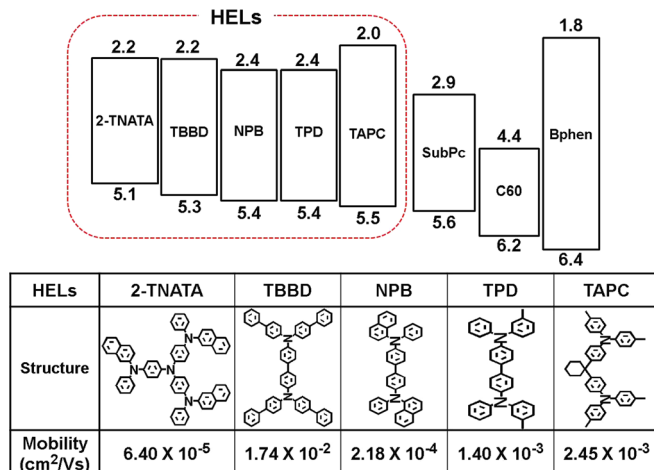 HELs
2.2 2.2 2.4 2.4 2.0 2.9 4.4 1.8
2-TNATA TBBD NPB TPD TAPC SubPc C60 Bphen
5.1 5.3 5.4 5.4 5.5 5.6 6.2 6.4
HELs 2-TNATA TBBD NPB TPD TAPC
Structure
N N N N
N N
N N
N N
N N
Mobility (cm²/Vs) 6.40 X 10⁻⁵ 1.74 X 10⁻² 2.18 X 10⁻⁴ 1.40 X 10⁻³ 2.45 X 10⁻³